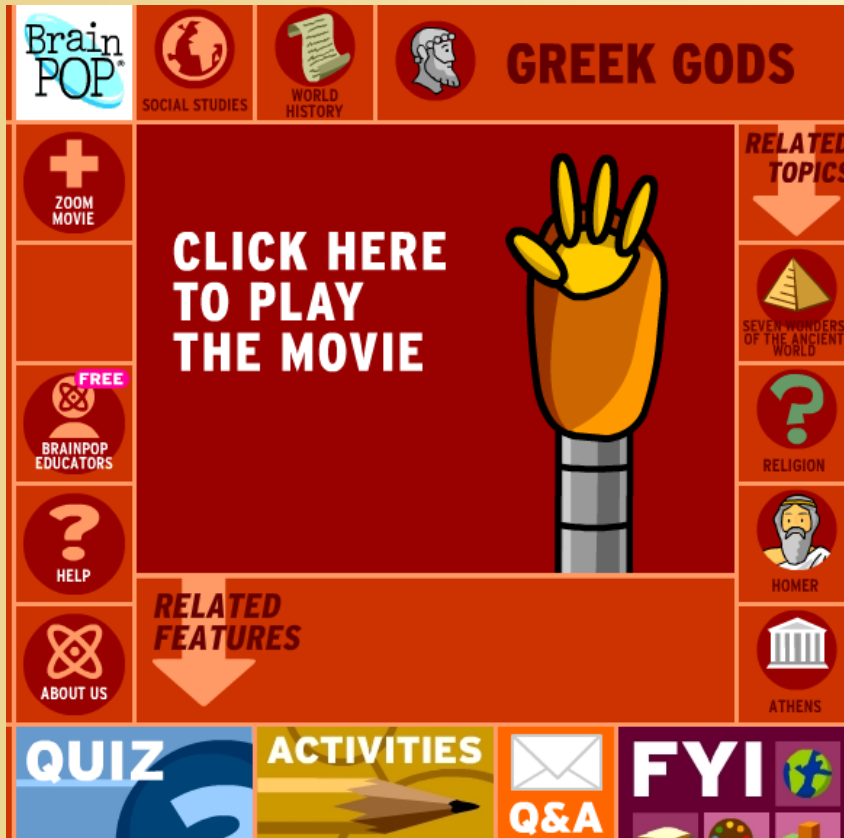 Brain
POP®
SOCIAL STUDIES
WORLD
HISTORY
GREEK GODS
ZOOM
MOVIE
CLICK HERE
TO PLAY
THE MOVIE
RELATED
TOPICS
SEVEN WONDERS
OF THE ANCIENT
WORLD
FREE
BRAINPOP
EDUCATORS
RELIGION
HELP
HOMER
RELATED
FEATURES
ABOUT US
ATHENS
QUIZ
ACTIVITIES
Q&A
FYI